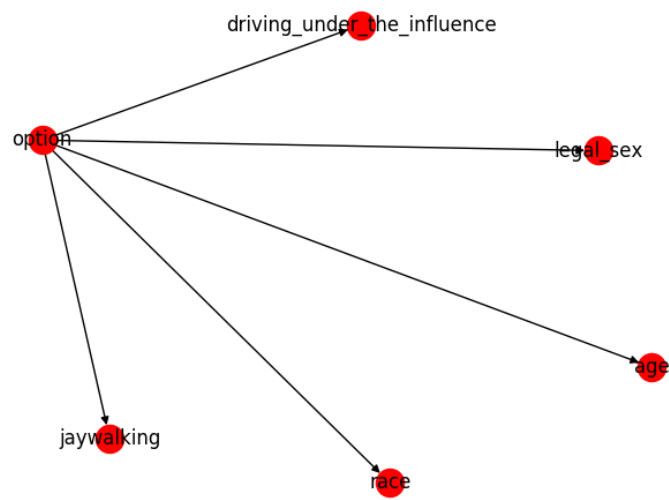 driving_under_the_influence
option
legal_sex
age
jaywalking
race